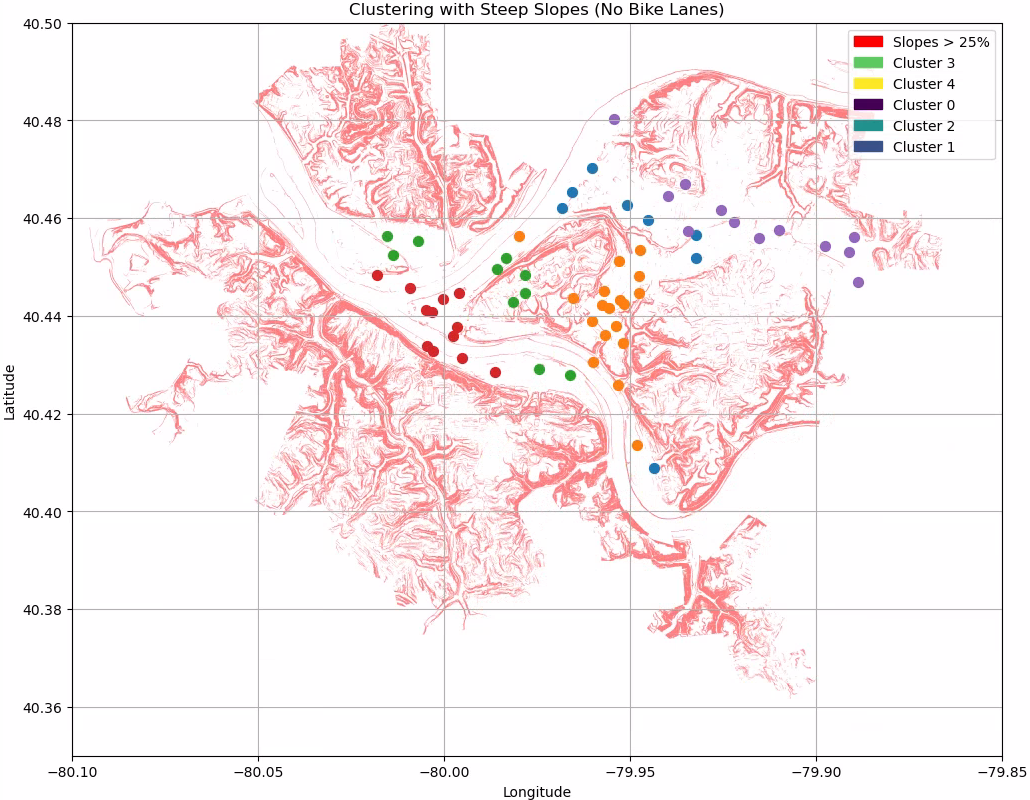 Clustering with Steep Slopes (No Bike Lanes)
40.50
40.48
40.46
40.44
40.42
40.40
40.38
40.36
Latitude
Slopes > 25%
Cluster 3
Cluster 4
Cluster 0
Cluster 2
Cluster 1
−80.10 −80.05 −80.00 −79.95 −79.90 −79.85
Longitude